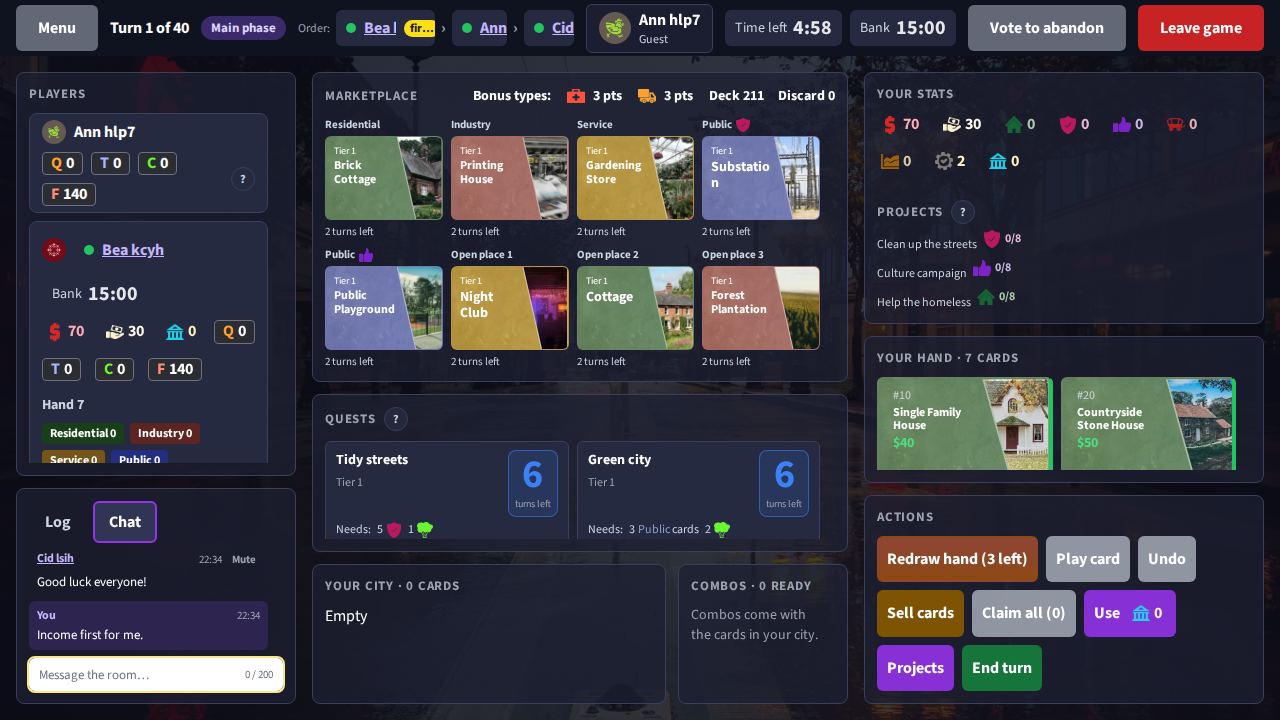 Menu
Turn 1 of 40
Main phase
Order:
Bea
fir…
›
Ann
›
Cid
Ann hlp7
Guest
Time left 4:58
Bank 15:00
Vote to abandon
Leave game
PLAYERS
Ann hlp7
Q 0
T 0
C 0
F 140
?
Bea kcyh
Bank 15:00
70
30
0
Q 0
T 0
C 0
F 140
Hand 7
Residential 0
Industry 0
Service 0
Public 0
Log
Chat
Cid lsih
22:34
Mute
Good luck everyone!
You
22:34
Income first for me.
Message the room…
0 / 200
MARKETPLACE
Bonus types:
3 pts
3 pts
Deck 211
Discard 0
Residential
Industry
Service
Public
Tier 1
Brick
Cottage
Tier 1
Printing
House
Tier 1
Gardening
Store
Tier 1
Substatio
n
2 turns left
2 turns left
2 turns left
2 turns left
Public
Open place 1
Open place 2
Open place 3
Tier 1
Public
Playground
Tier 1
Night
Club
Tier 1
Cottage
Tier 1
Forest
Plantation
2 turns left
2 turns left
2 turns left
2 turns left
QUESTS
?
Tidy streets
Tier 1
6
turns left
Needs: 5 1
Green city
Tier 1
6
turns left
Needs: 3 Public cards 2
YOUR CITY · 0 CARDS
Empty
COMBOS · 0 READY
Combos come with
the cards in your city.
YOUR STATS
70
30
0
0
0
0
0
2
0
PROJECTS
?
Clean up the streets 0/8
Culture campaign 0/8
Help the homeless 0/8
YOUR HAND · 7 CARDS
#10
Single Family
House
$40
#20
Countryside
Stone House
$50
ACTIONS
Redraw hand (3 left)
Play card
Undo
Sell cards
Claim all (0)
Use 0
Projects
End turn